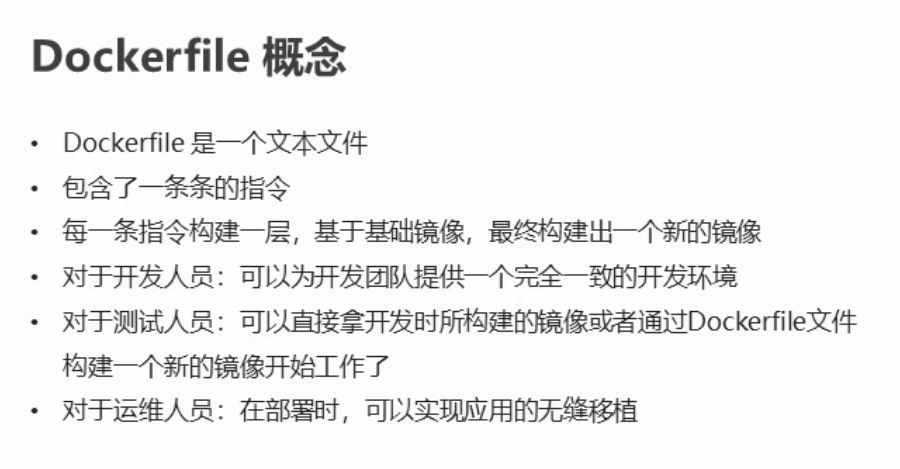 Dockerfile 概念
• Dockerfile 是一个文本文件
• 包含了一条条的指令
• 每一条指令构建一层，基于基础镜像，最终构建出一个新的镜像
• 对于开发人员：可以为开发团队提供一个完全一致的开发环境
• 对于测试人员：可以直接拿开发时所构建的镜像或者通过Dockerfile文件
构建一个新的镜像开始工作了
• 对于运维人员：在部署时，可以实现应用的无缝移植